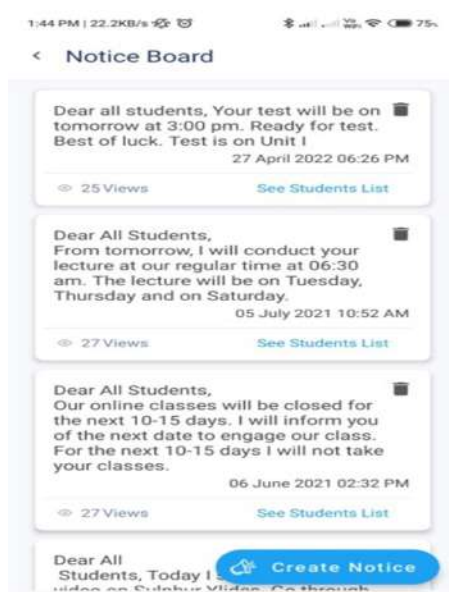 1:44 PM | 22.2KB/s
75
Notice Board
Dear all students, Your test will be on
tomorrow at 3:00 pm. Ready for test.
Best of luck. Test is on Unit I
27 April 2022 06:26 PM
25 Views
See Students List
Dear All Students,
From tomorrow, I will conduct your
lecture at our regular time at 06:30
am. The lecture will be on Tuesday,
Thursday and on Saturday.
05 July 2021 10:52 AM
27 Views
See Students List
Dear All Students,
Our online classes will be closed for
the next 10-15 days. I will inform you
of the next date to engage our class.
For the next 10-15 days I will not take
your classes.
06 June 2021 02:32 PM
27 Views
See Students List
Dear All
Students, Today I
Create Notice
video on Sulphur Ylides. Go through